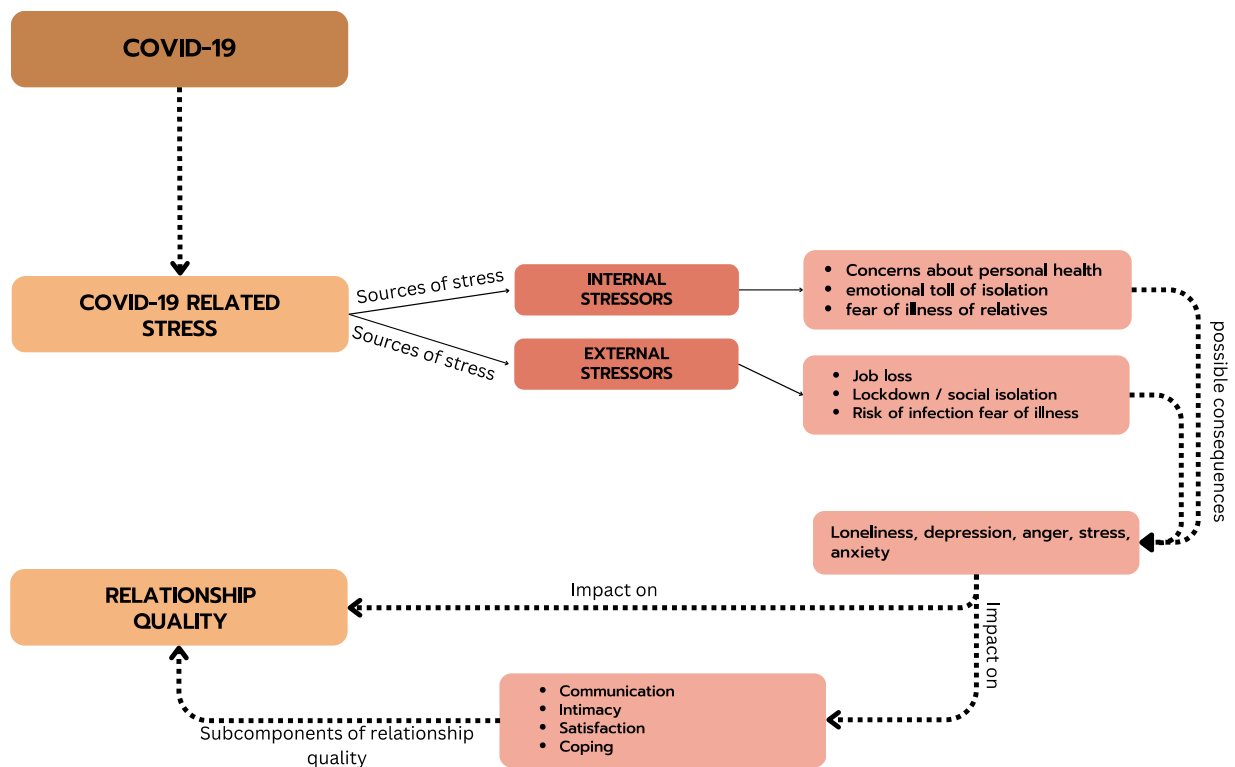 COVID-19
COVID-19 RELATED
STRESS
Sources of stress
Sources of stress
INTERNAL
STRESSORS
EXTERNAL
STRESSORS
• Concerns about personal health
• emotional toll of isolation
• fear of illness of relatives
• Job loss
• Lockdown / social isolation
• Risk of infection fear of illness
possible consequences
Loneliness, depression, anger, stress,
anxiety
Impact on
Impact on
RELATIONSHIP
QUALITY
• Communication
• Intimacy
• Satisfaction
• Coping
Subcomponents of relationship
quality